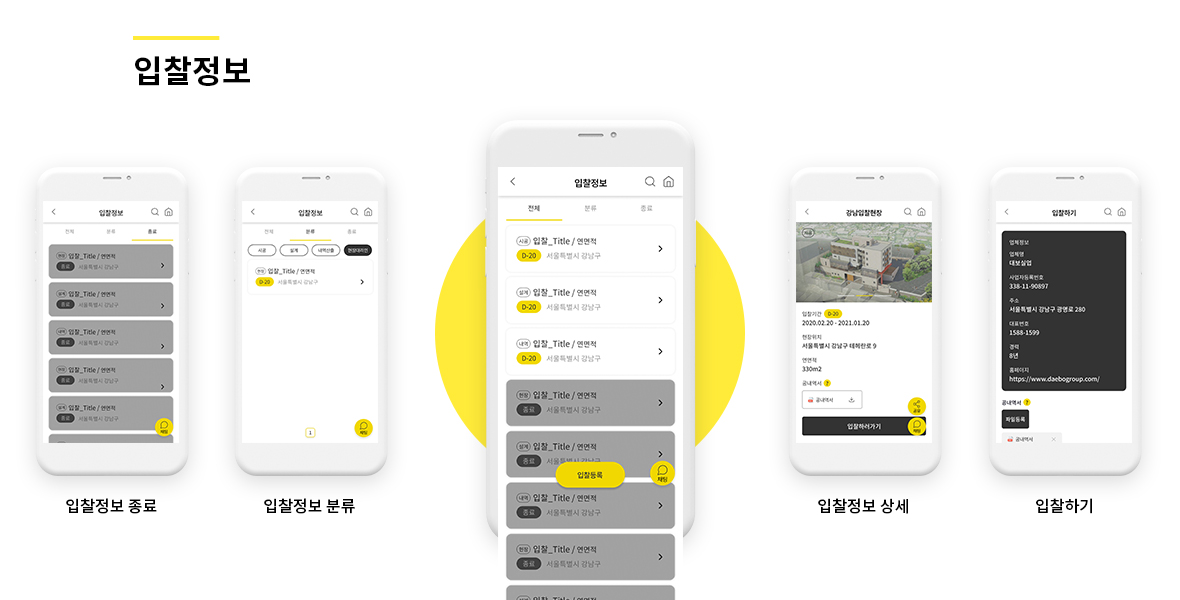 입찰정보
입찰정보
전체 분류 종료
현장 입찰_Title / 연면적
종료 서울특별시 강남구
설계 입찰_Title / 연면적
종료 서울특별시 강남구
내역 입찰_Title / 연면적
종료 서울특별시 강남구
현장 입찰_Title / 연면적
종료 서울특별시 강남구
설계 입찰_Title / 연면적
종료 서울특별시 강남구
채팅
입찰정보 종료
입찰정보
전체 분류 종료
시공 설계 내역산출 현장대리인
현장 입찰_Title / 연면적
D-20 서울특별시 강남구
1
채팅
입찰정보 분류
입찰정보
전체 분류 종료
시공 입찰_Title / 연면적
D-20 서울특별시 강남구
설계 입찰_Title / 연면적
D-20 서울특별시 강남구
내역 입찰_Title / 연면적
D-20 서울특별시 강남구
현장 입찰_Title / 연면적
종료 서울특별시 강남구
설계 입찰_Title / 연면적
종료 서울특별시 강남구
입찰등록
채팅
내역 입찰_Title / 연면적
종료 서울특별시 강남구
현장 입찰_Title / 연면적
종료 서울특별시 강남구
입찰_Title / 연면적
강남입찰현장
시공
입찰기간 D-20
2020.02.20 - 2021.01.20
현장위치
서울특별시 강남구 테헤란로 9
연면적
330m2
공내역서 ?
공내역서
공유
입찰하러가기
채팅
입찰정보 상세
입찰하기
업체정보
업체명
대보실업
사업자등록번호
338-11-90897
주소
서울특별시 강남구 광명로 280
대표번호
1588-1599
경력
8년
홈페이지
https://www.daebogroup.com/
공내역서 ?
파일등록
공내역서
입찰하기